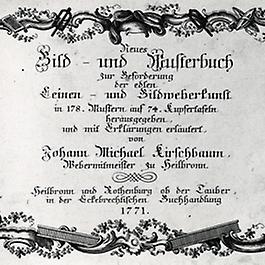 Neues
Bild - und Musterbuch
zur Beförderung
der edlen
Leinen - und Bildweberkunst
in 178. Mustern auf 74. Kupfertafeln
herausgegeben,
und mit Erklärungen erläutert,
von
Johann Michael Kirschbaum,
Webermeister zu Heilbronn.
Heilbronn und Rothenburg ob der Tauber,
in der Eckebrechtischen Buchhandlung
1771.